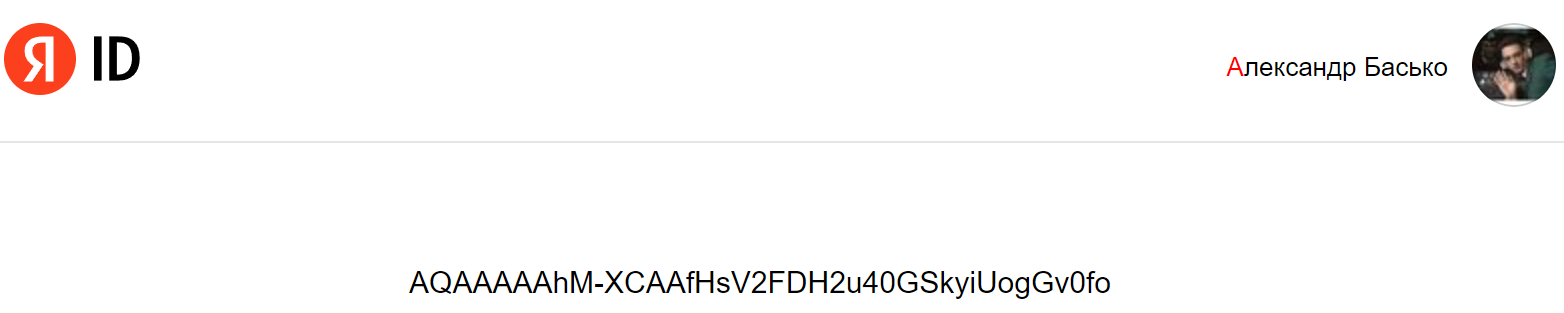 Я ID
Александр Басько
AQAAAAAhM-XCAAfHsV2FDH2u40GSkyiUogGv0fo